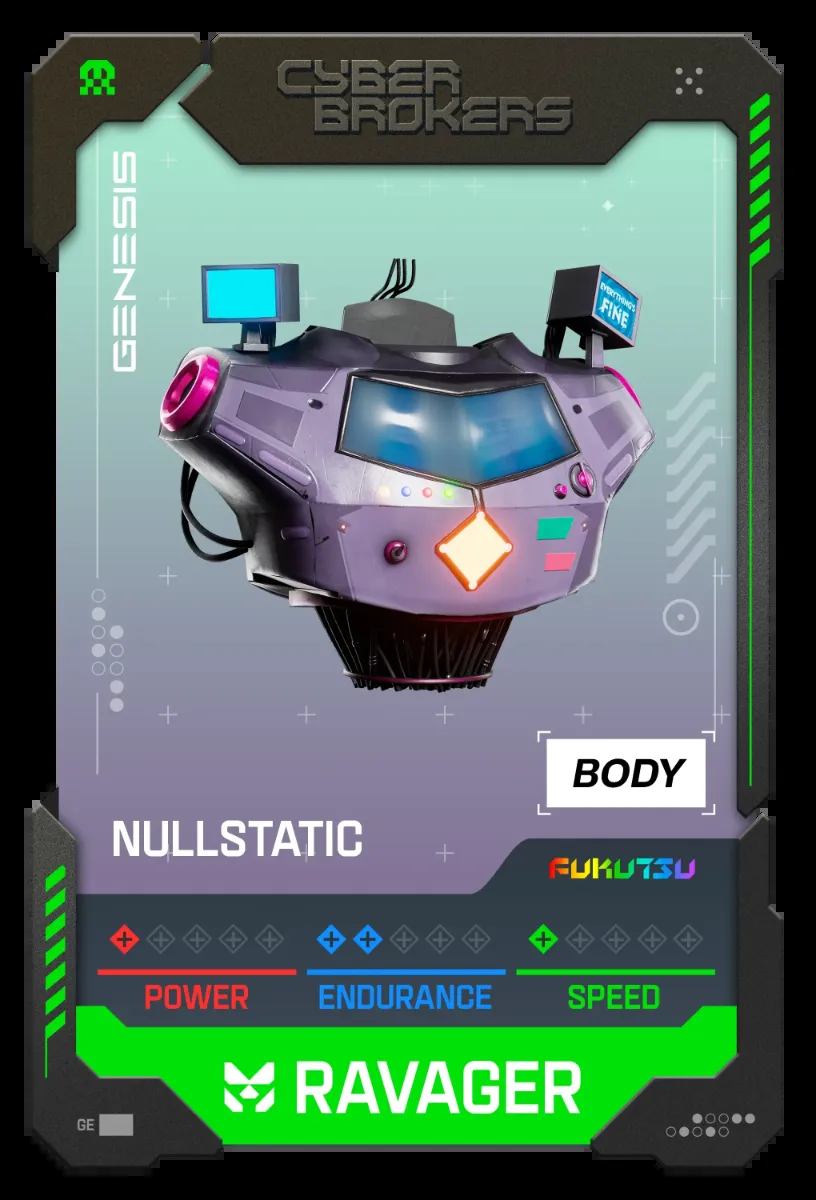 CYBER
BROKERS
GENESIS
EVERYTHING'S
FINE
BODY
NULLSTATIC
FUKUTSU
POWER
ENDURANCE
SPEED
RAVAGER
GE